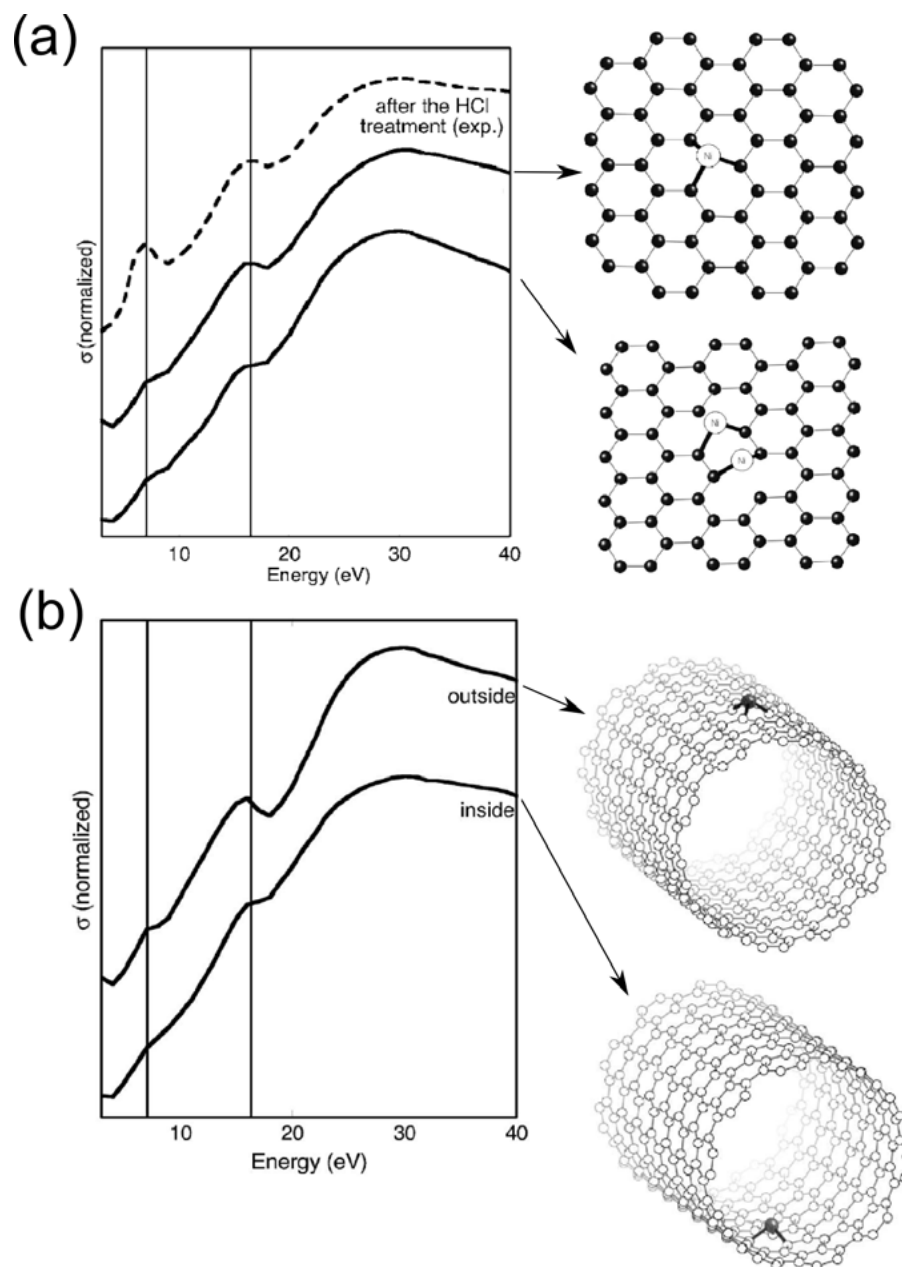 (a)
after the HCl
treatment (exp.)
σ (normalized)
10 20 30 40
Energy (eV)
Ni
Ni
Ni
(b)
outside
inside
σ (normalized)
10 20 30 40
Energy (eV)